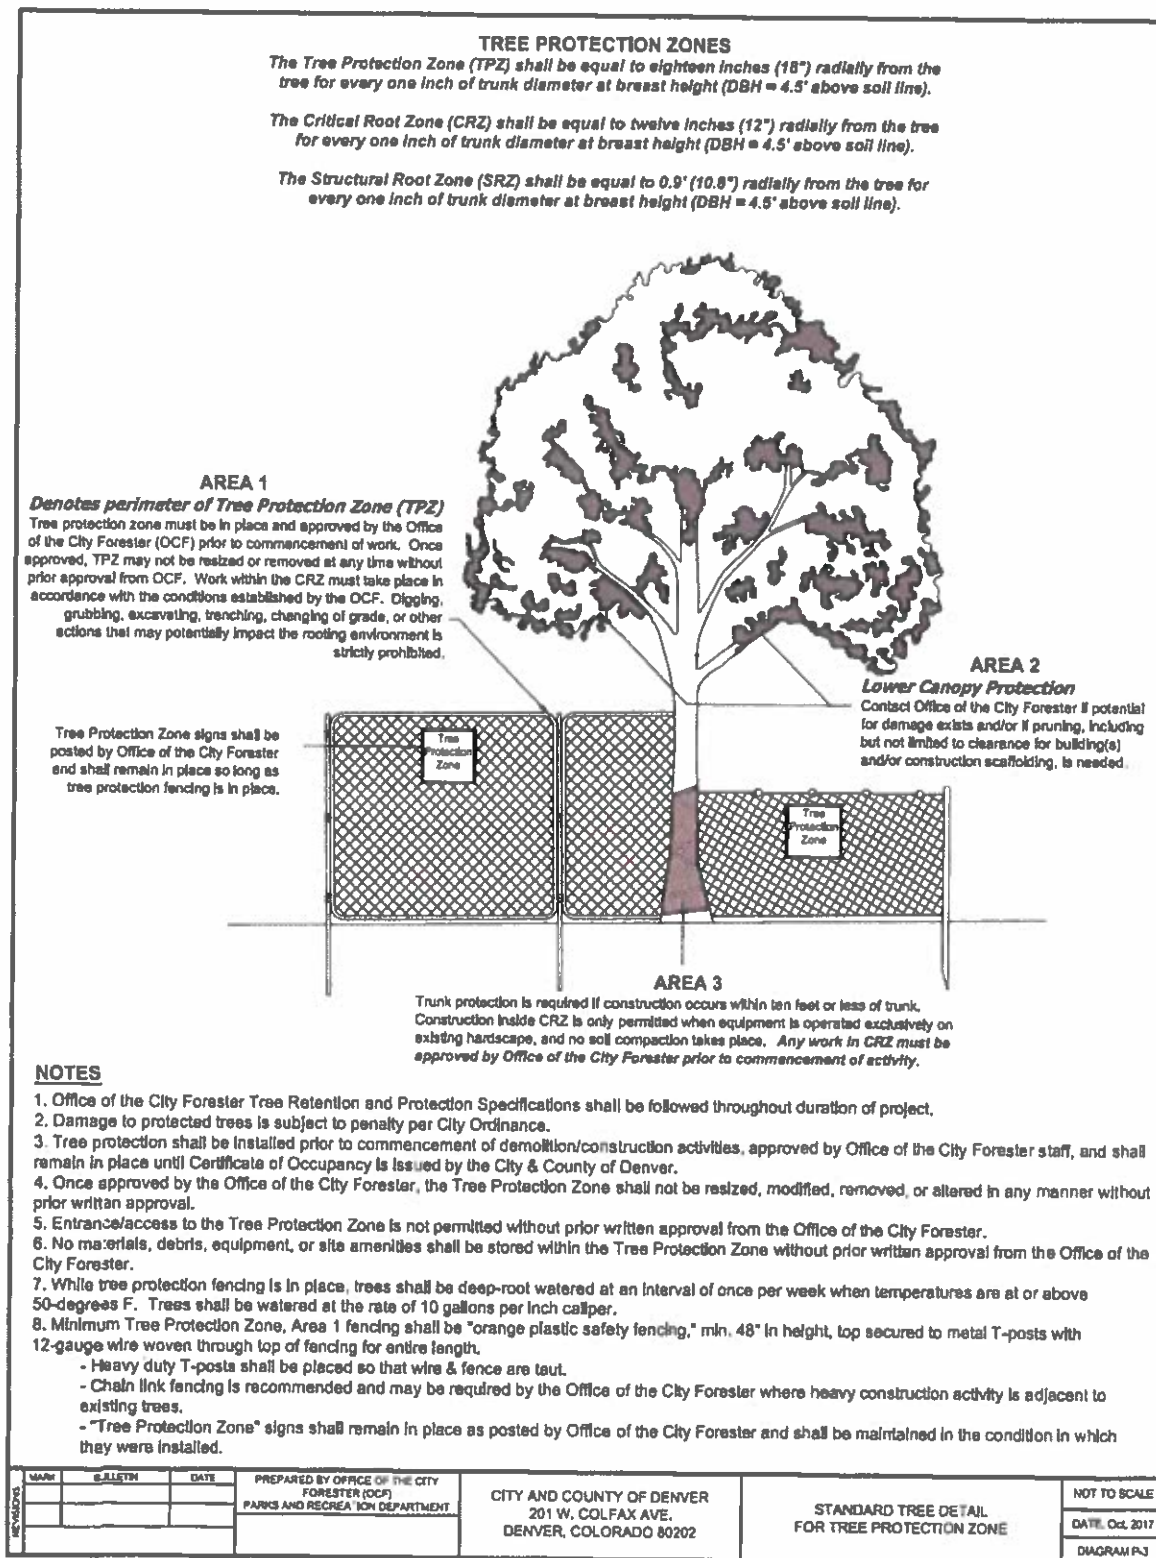 TREE PROTECTION ZONES
The Tree Protection Zone (TPZ) shall be equal to eighteen inches (18") radially from the
tree for every one inch of trunk diameter at breast height (DBH = 4.5' above soil line).
The Critical Root Zone (CRZ) shall be equal to twelve inches (12") radially from the tree
for every one inch of trunk diameter at breast height (DBH = 4.5' above soil line).
The Structural Root Zone (SRZ) shall be equal to 0.9' (10.8") radially from the tree for
every one inch of trunk diameter at breast height (DBH = 4.5' above soil line).
AREA 1
Denotes perimeter of Tree Protection Zone (TPZ)
Tree protection zone must be in place and approved by the Office
of the City Forester (OCF) prior to commencement of work. Once
approved, TPZ may not be resized or removed at any time without
prior approval from OCF. Work within the CRZ must take place in
accordance with the conditions established by the OCF. Digging,
grubbing, excavating, trenching, changing of grade, or other
actions that may potentially impact the rooting environment is
strictly prohibited.
AREA 2
Lower Canopy Protection
Contact Office of the City Forester if potential
for damage exists and/or if pruning, including
but not limited to clearance for building(s)
and/or construction scaffolding, is needed.
Tree Protection Zone signs shall be
posted by Office of the City Forester
and shall remain in place so long as
tree protection fencing is in place.
Tree
Protection
Zone
Tree
Protection
Zone
AREA 3
Trunk protection is required if construction occurs within ten feet or less of trunk.
Construction inside CRZ is only permitted when equipment is operated exclusively on
existing hardscape, and no soil compaction takes place. Any work in CRZ must be
approved by Office of the City Forester prior to commencement of activity.
NOTES
1. Office of the City Forester Tree Retention and Protection Specifications shall be followed throughout duration of project.
2. Damage to protected trees is subject to penalty per City Ordinance.
3. Tree protection shall be installed prior to commencement of demolition/construction activities, approved by Office of the City Forester staff, and shall
remain in place until Certificate of Occupancy is issued by the City & County of Denver.
4. Once approved by the Office of the City Forester, the Tree Protection Zone shall not be resized, modified, removed, or altered in any manner without
prior written approval.
5. Entrance/access to the Tree Protection Zone is not permitted without prior written approval from the Office of the City Forester.
6. No materials, debris, equipment, or site amenities shall be stored within the Tree Protection Zone without prior written approval from the Office of the
City Forester.
7. While tree protection fencing is in place, trees shall be deep-root watered at an interval of once per week when temperatures are at or above
50-degrees F. Trees shall be watered at the rate of 10 gallons per inch caliper.
8. Minimum Tree Protection Zone, Area 1 fencing shall be "orange plastic safety fencing," min. 48" in height, top secured to metal T-posts with
12-gauge wire woven through top of fencing for entire length.
- Heavy duty T-posts shall be placed so that wire & fence are taut.
- Chain link fencing is recommended and may be required by the Office of the City Forester where heavy construction activity is adjacent to
existing trees.
- "Tree Protection Zone" signs shall remain in place as posted by Office of the City Forester and shall be maintained in the condition in which
they were installed.
REVISIONS
MARK BULLETIN DATE
PREPARED BY OFFICE OF THE CITY
FORESTER (OCF)
PARKS AND RECREATION DEPARTMENT
CITY AND COUNTY OF DENVER
201 W. COLFAX AVE.
DENVER, COLORADO 80202
STANDARD TREE DETAIL
FOR TREE PROTECTION ZONE
NOT TO SCALE
DATE, Oct, 2017
DIAGRAM P-3